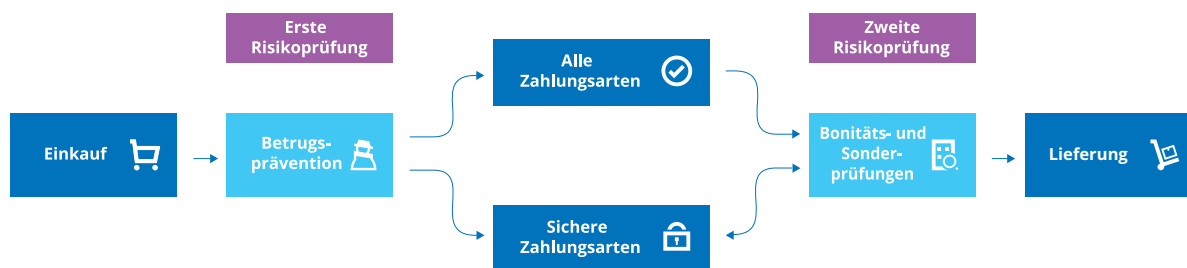 Erste
Risikoprüfung
Zweite
Risikoprüfung
Alle
Zahlungsarten
Einkauf
Betrugs-
prävention
Bonitäts- und
Sonder-
prüfungen
Lieferung
Sichere
Zahlungsarten